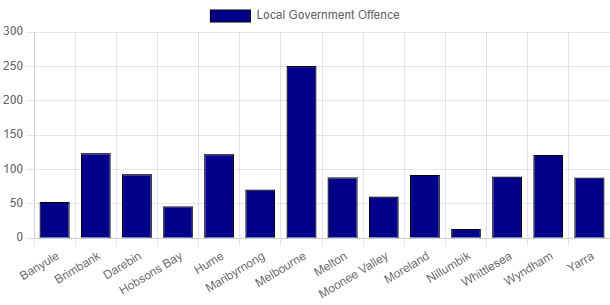 Local Government Offence
300
250
200
150
100
50
0
Banyule
Brimbank
Darebin
Hobsons Bay
Hume
Maribyrnong
Melbourne
Melton
Moonee Valley
Moreland
Nillumbik
Whittlesea
Wyndham
Yarra